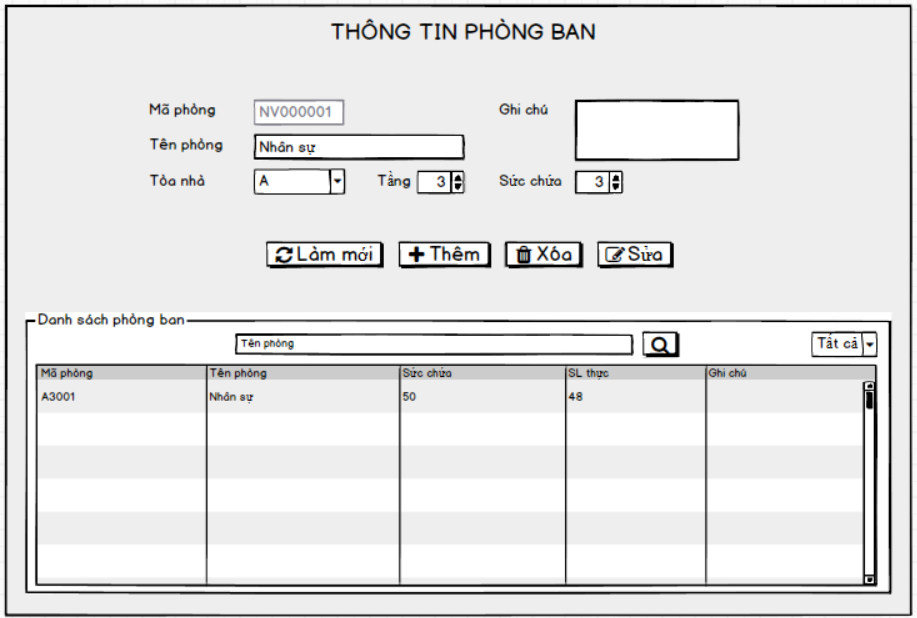 THÔNG TIN PHÒNG BAN
Mã phòng NV000001 Ghi chú
Tên phòng Nhân sự
Tòa nhà A Tầng 3 Sức chứa 3
Làm mới Thêm Xóa Sửa
Danh sách phòng ban
Tên phòng Tất cả
Mã phòng Tên phòng Sức chứa SL thực Ghi chú
A3001 Nhân sự 50 48